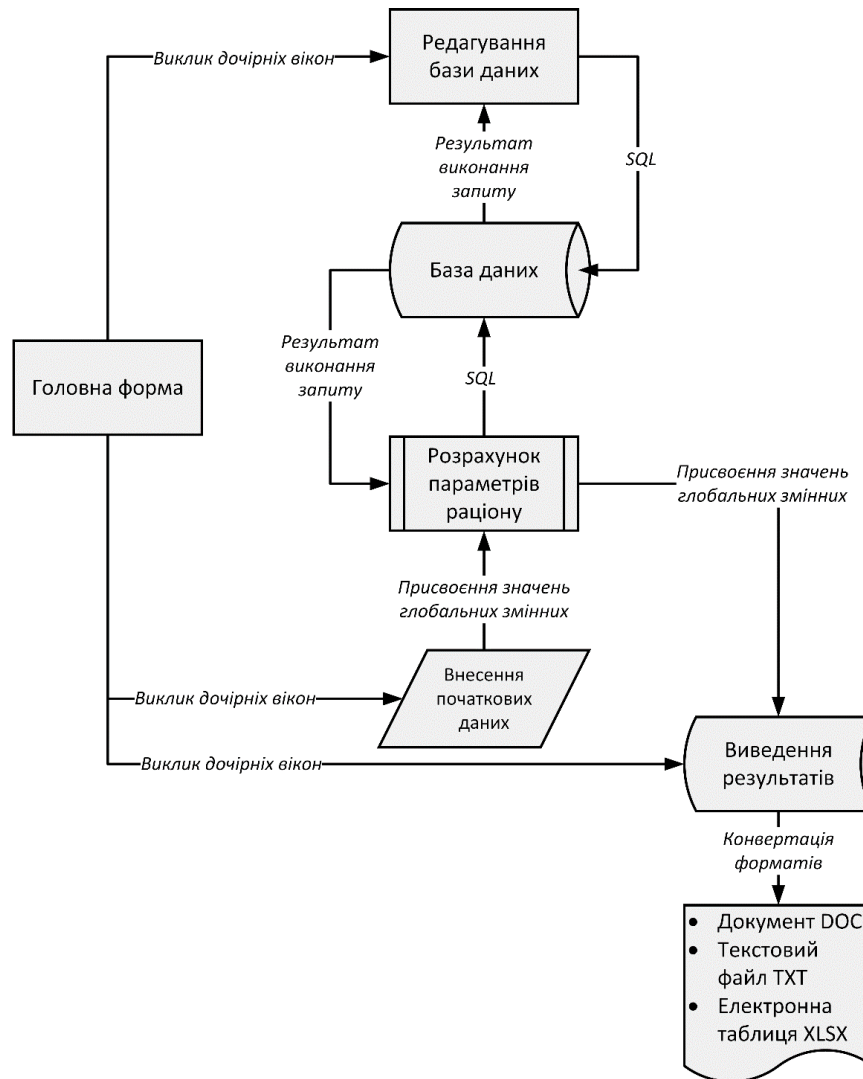 Редагування
бази даних
Виклик дочірніх вікон
Результат
виконання
запиту
SQL
База даних
Результат
виконання
запиту
SQL
Головна форма
Розрахунок
параметрів
раціону
Присвоєння значень
глобальних змінних
Присвоєння значень
глобальних змінних
Внесення
початкових
даних
Виклик дочірніх вікон
Виведення
результатів
Виклик дочірніх вікон
Конвертація
форматів
• Документ DOC
• Текстовий
файл TXT
• Електронна
таблиця XLSX